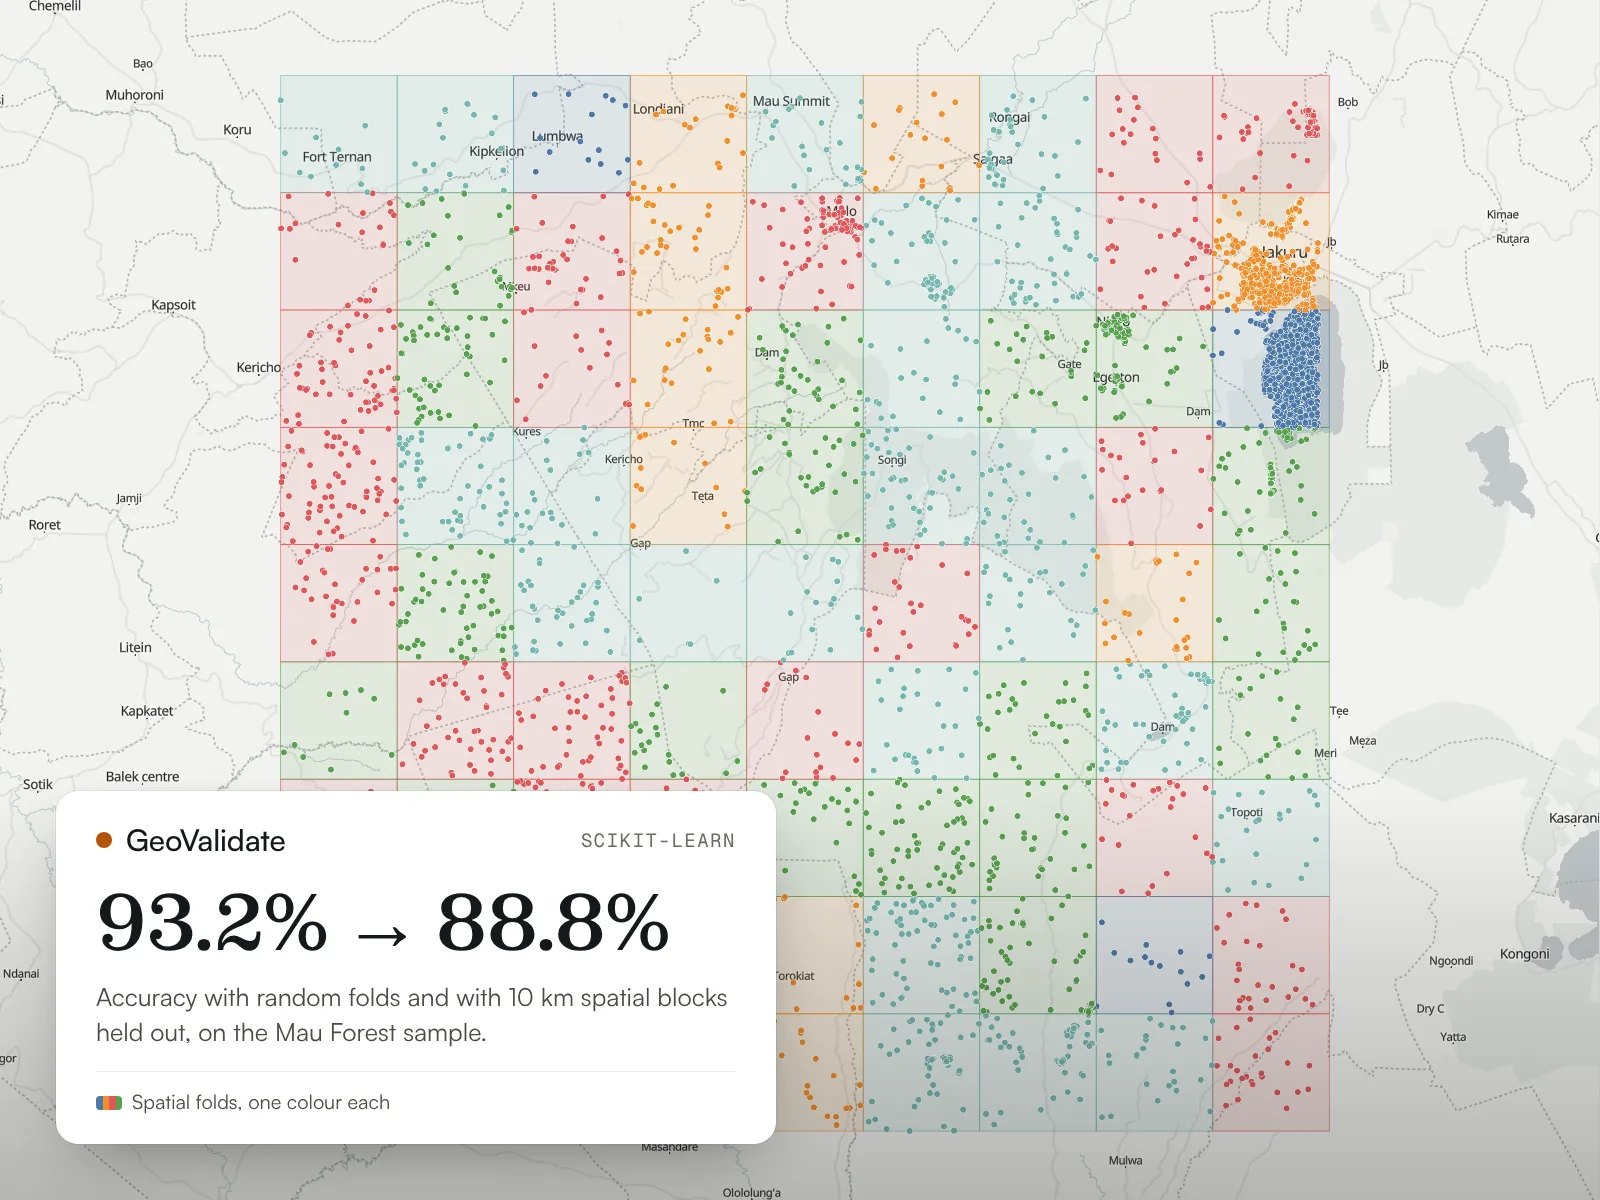 Chemelil
Bao
Muhoroni
Londiani
Mau Summit
Bob
Koru
Lumbwa
Rongai
Fort Ternan
Kipkelion
Kimae
Rutara
Jb
Kapsoit
Kericho
Dam
Gate
Egerton
Jb
Dam
Tmc
Kures
Kericho
Songi
Teta
Jamji
Roret
Gap
Litein
Gap
Kapkatet
Tee
Dam
Meza
Meri
Sotik
Balek centre
Topoti
Kasarani
GeoValidate
SCIKIT-LEARN
93.2% → 88.8%
Accuracy with random folds and with 10 km spatial blocks
held out, on the Mau Forest sample.
Spatial folds, one colour each
Ndanai
Torokiat
Ngoondi
Kongoni
Dry C
Yatta
Masandare
Mulwa
Ololulung'a